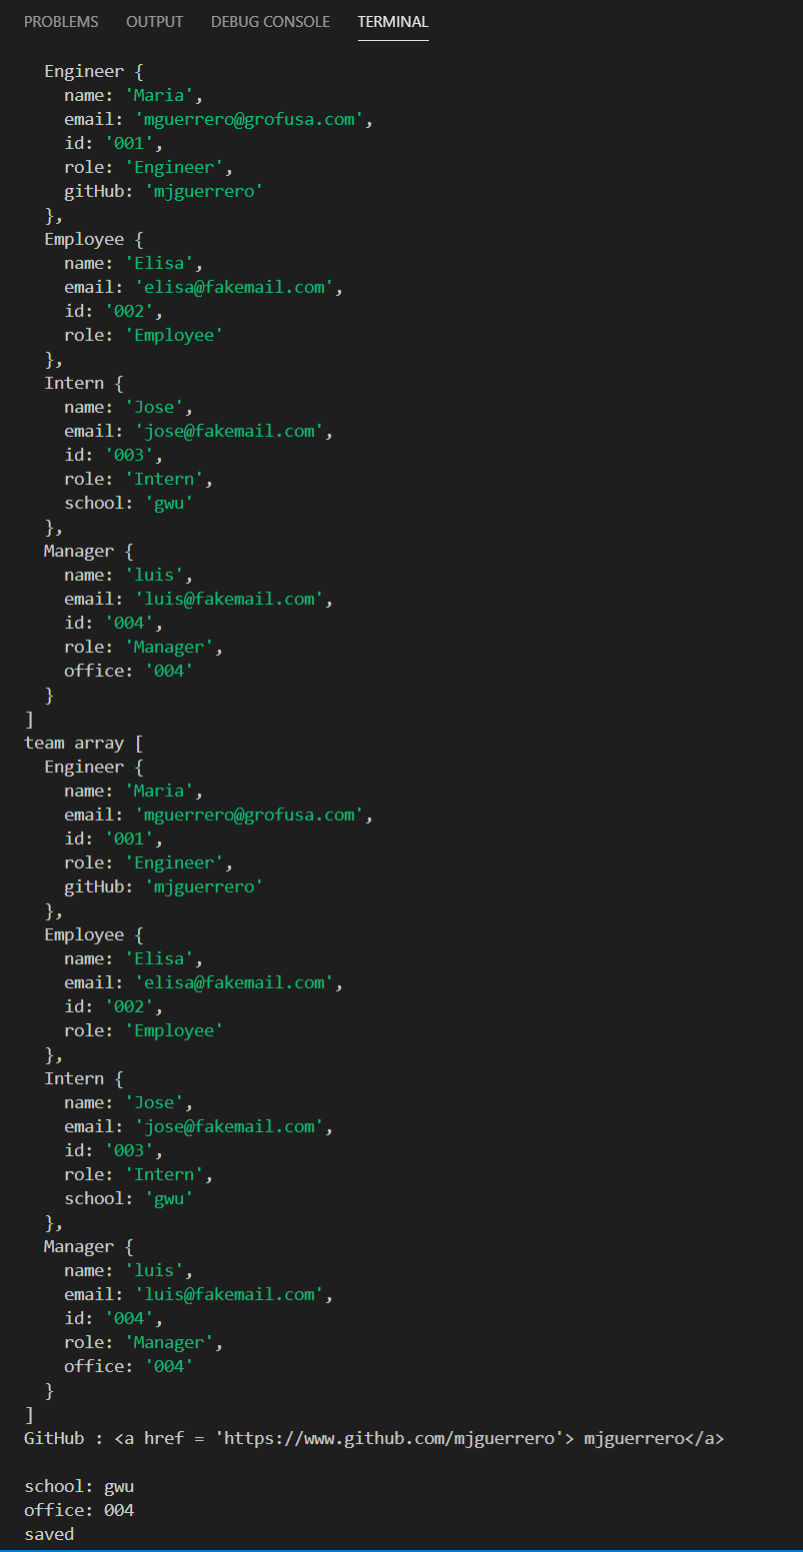 PROBLEMS OUTPUT DEBUG CONSOLE TERMINAL
Engineer {
name: 'Maria',
email: 'mguerrero@grofusa.com',
id: '001',
role: 'Engineer',
gitHub: 'mjguerrero'
},
Employee {
name: 'Elisa',
email: 'elisa@fakemail.com',
id: '002',
role: 'Employee'
},
Intern {
name: 'Jose',
email: 'jose@fakemail.com',
id: '003',
role: 'Intern',
school: 'gwu'
},
Manager {
name: 'luis',
email: 'luis@fakemail.com',
id: '004',
role: 'Manager',
office: '004'
}
]
team array [
Engineer {
name: 'Maria',
email: 'mguerrero@grofusa.com',
id: '001',
role: 'Engineer',
gitHub: 'mjguerrero'
},
Employee {
name: 'Elisa',
email: 'elisa@fakemail.com',
id: '002',
role: 'Employee'
},
Intern {
name: 'Jose',
email: 'jose@fakemail.com',
id: '003',
role: 'Intern',
school: 'gwu'
},
Manager {
name: 'luis',
email: 'luis@fakemail.com',
id: '004',
role: 'Manager',
office: '004'
}
]
GitHub : <a href = 'https://www.github.com/mjguerrero'> mjguerrero</a>
school: gwu
office: 004
saved